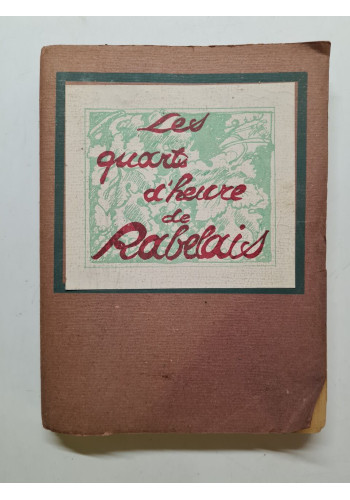 Les
quarts
d'heure
de
Rabelais